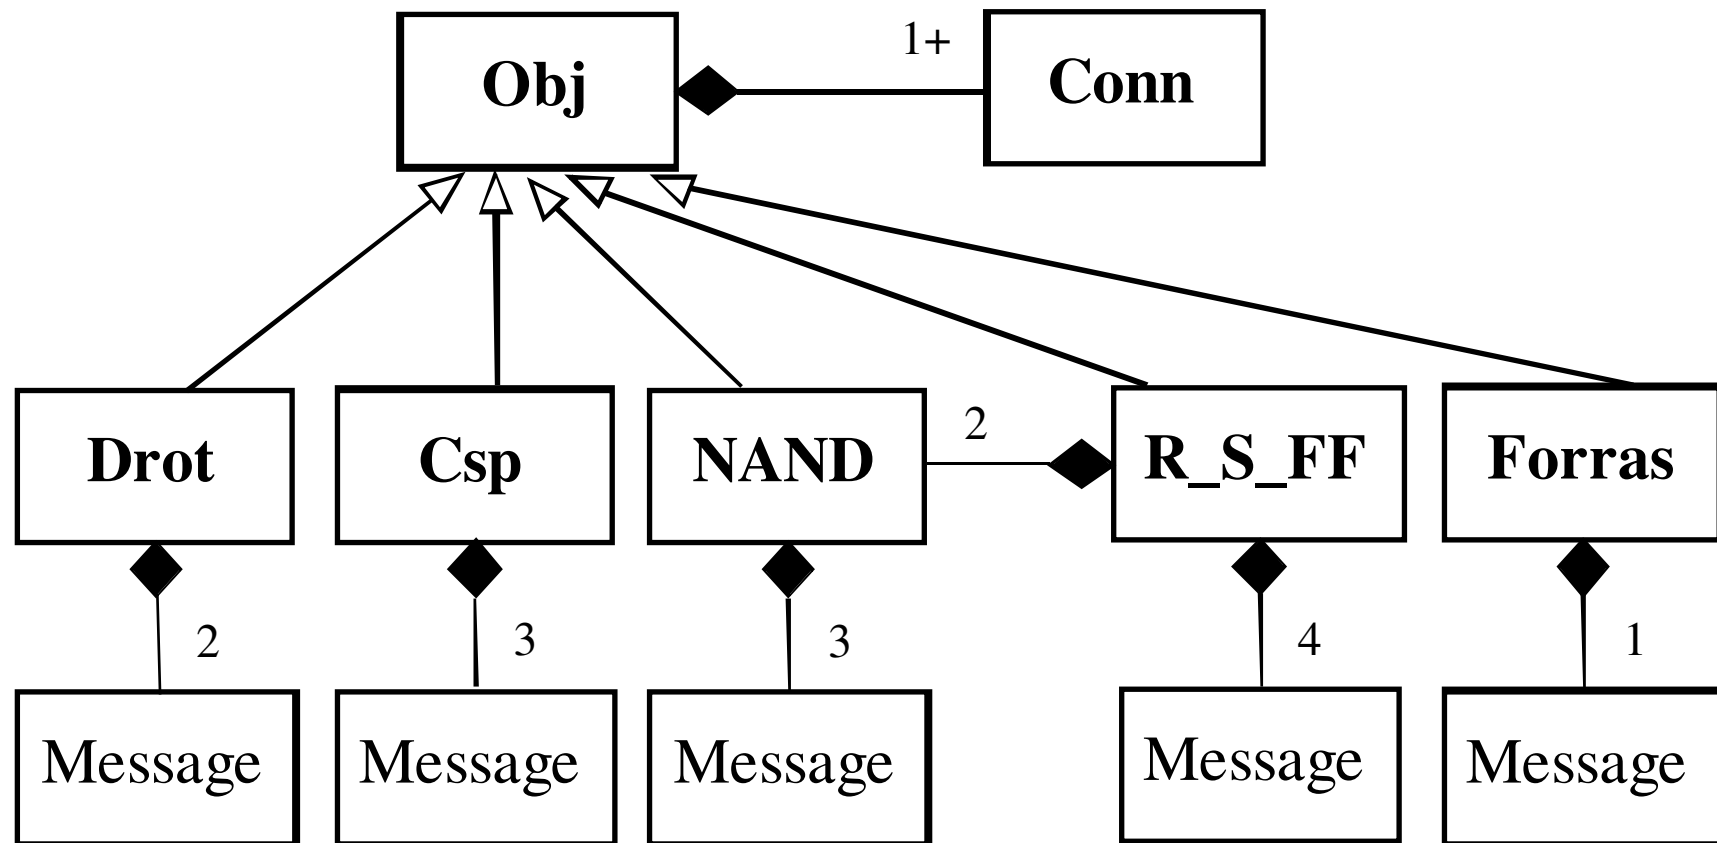 1+
Obj
Conn
2
Drot
Csp
NAND
R_S_FF
Forras
2
3
3
4
1
Message
Message
Message
Message
Message